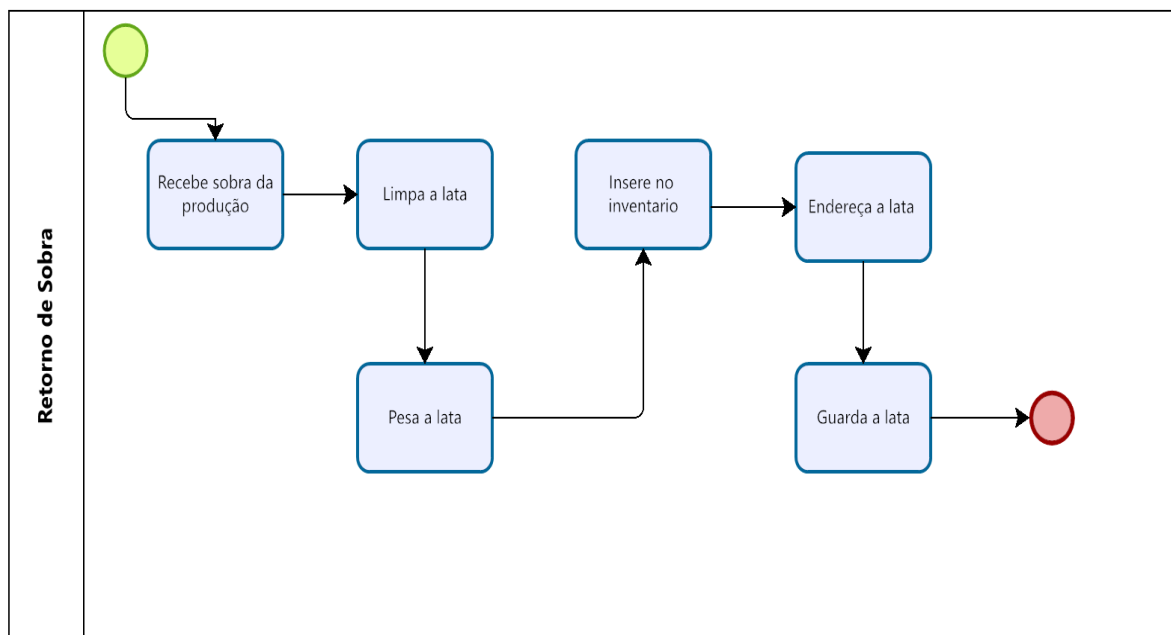 Retorno de Sobra
Recebe sobra da
produção
Limpa a lata
Pesa a lata
Insere no
inventario
Endereça a lata
Guarda a lata